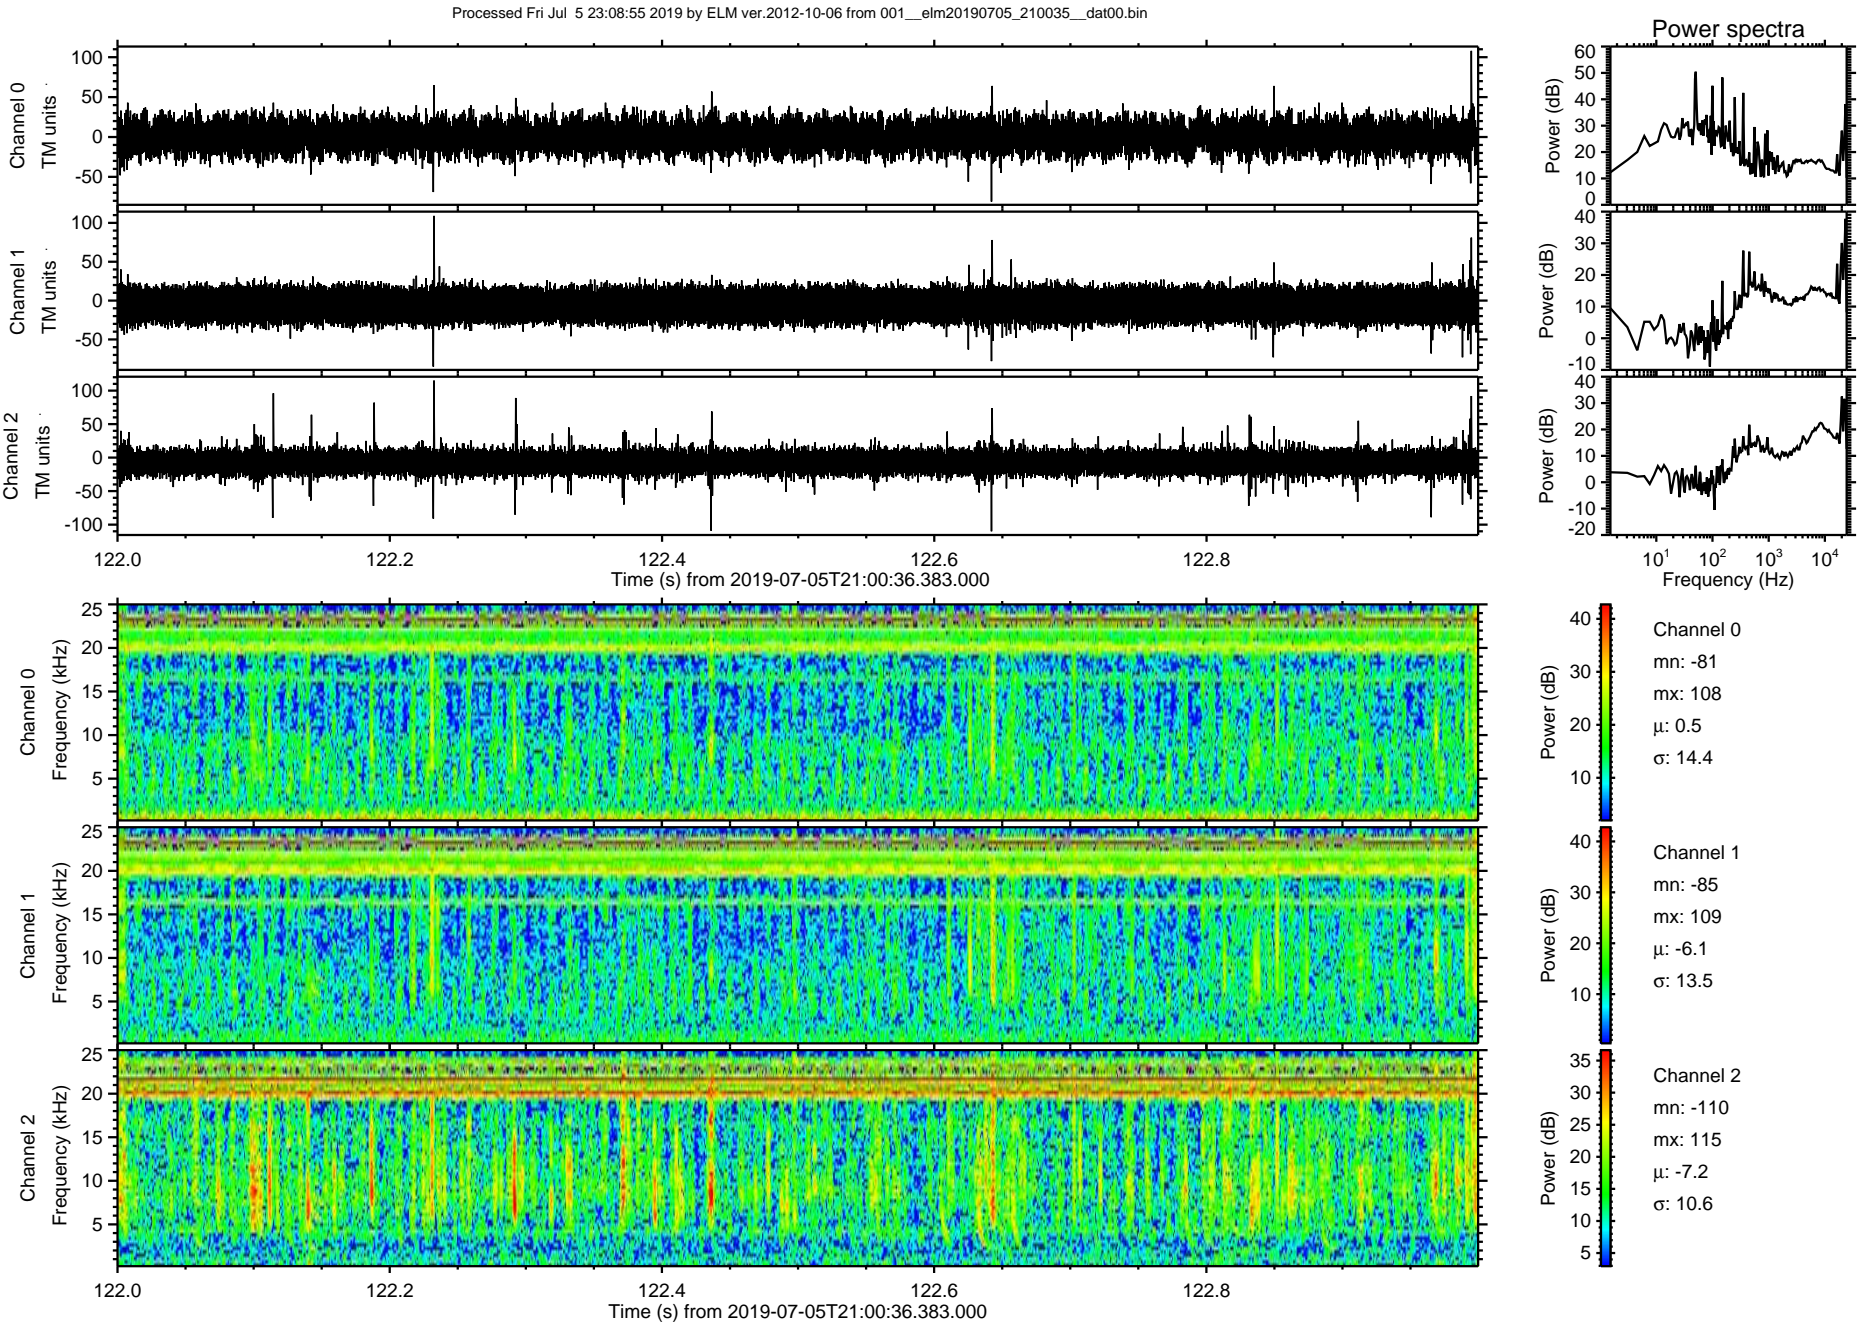 Processed Fri Jul  5 23:08:55 2019 by ELM ver.2012-10-06 from 001__elm20190705_210035__dat00.bin
Power spectra
Channel 0
TM units
100
50
0
-50
Power (dB)
60
50
40
30
20
10
0
Channel 1
TM units
100
50
0
-50
Power (dB)
40
30
20
10
0
-10
Channel 2
TM units
100
50
0
-50
-100
Power (dB)
40
30
20
10
0
-10
-20
122.0 122.2 122.4 122.6 122.8
Time (s) from 2019-07-05T21:00:36.383.000
10¹ 10² 10³ 10⁴
Frequency (Hz)
Channel 0
Frequency (kHz)
25
20
15
10
5
Power (dB)
40
30
20
10
Channel 0
mn: -81
mx: 108
μ: 0.5
σ: 14.4
Channel 1
Frequency (kHz)
25
20
15
10
5
Power (dB)
40
30
20
10
Channel 1
mn: -85
mx: 109
μ: -6.1
σ: 13.5
Channel 2
Frequency (kHz)
25
20
15
10
5
Power (dB)
35
30
25
20
15
10
5
Channel 2
mn: -110
mx: 115
μ: -7.2
σ: 10.6
122.0 122.2 122.4 122.6 122.8
Time (s) from 2019-07-05T21:00:36.383.000